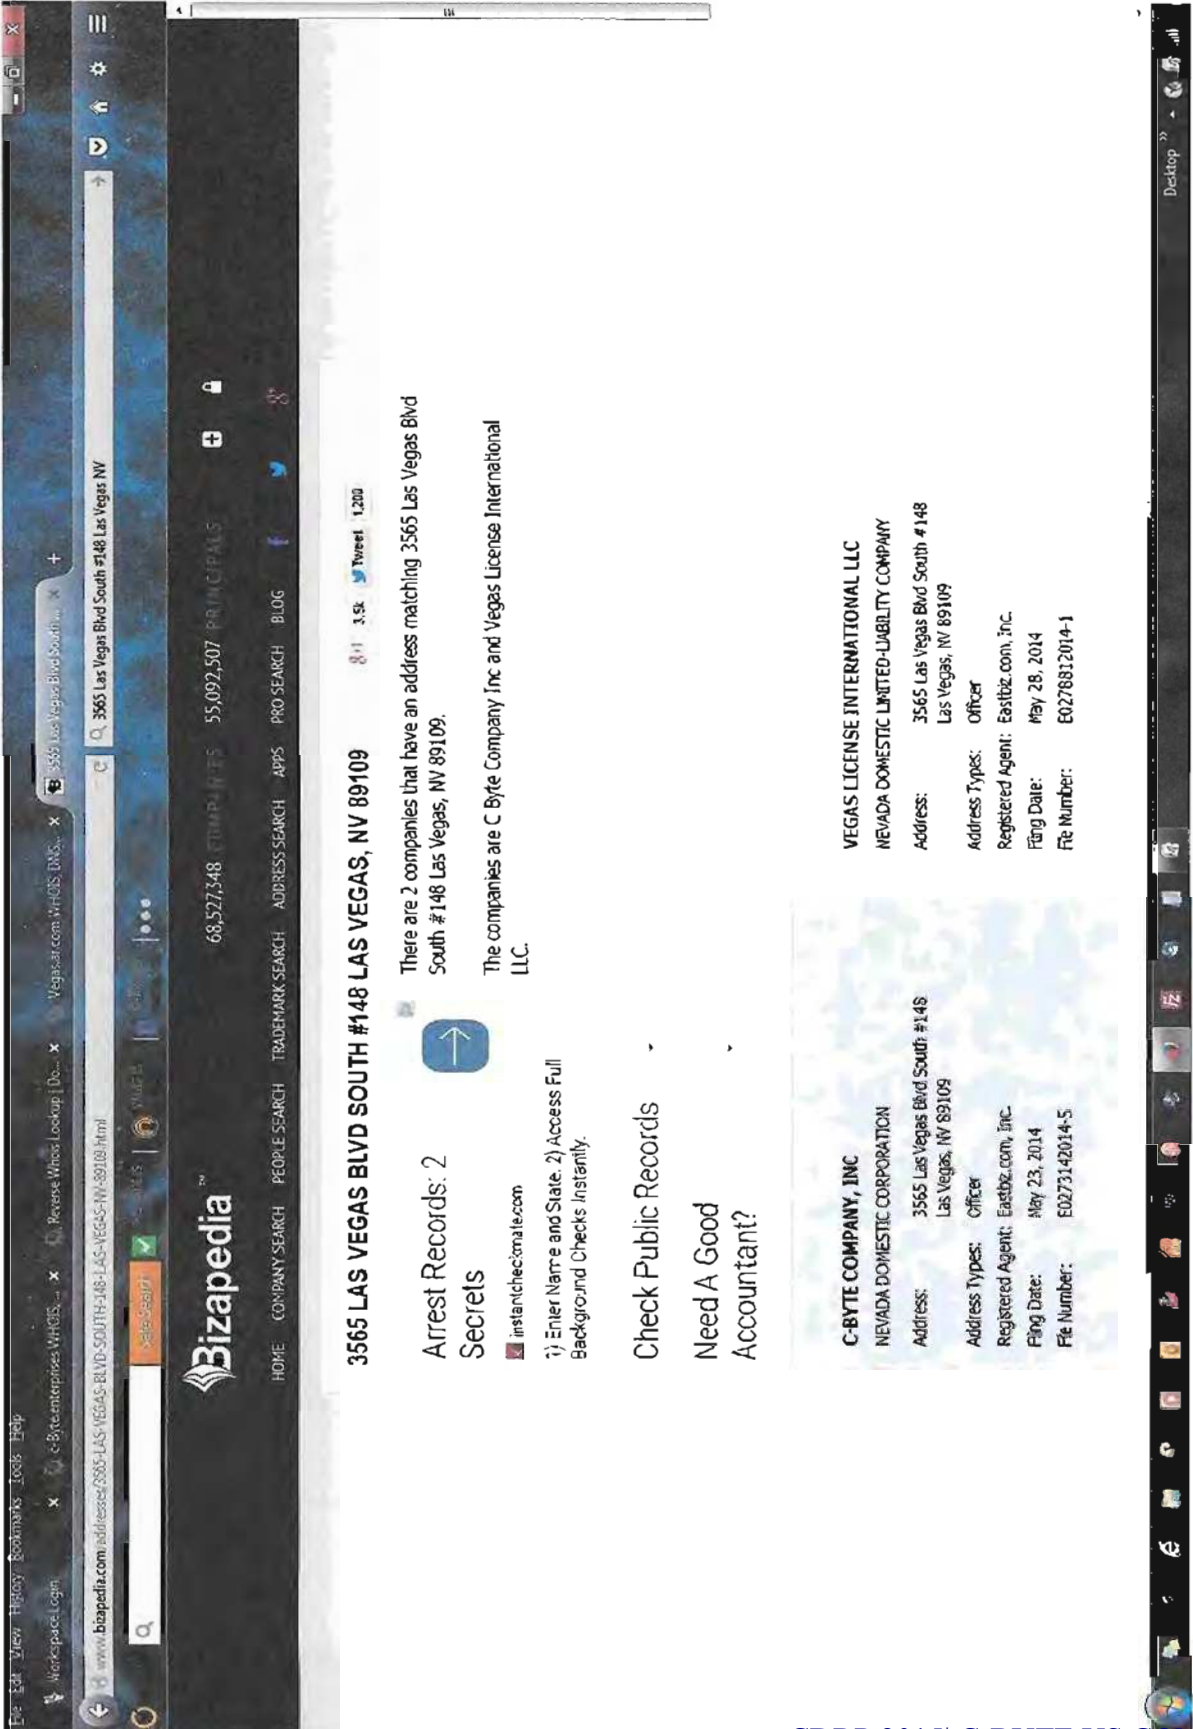 File Edit View History Bookmarks Tools Help
Workspace Login
c-Byte.enterprises WHOIS, ...
Reverse Whois Lookup | Do...
Vegas.ar.com WHOIS, DNS, ...
3565 Las Vegas Blvd South ...
www.bizapedia.com/addresses/3565-LAS-VEGAS-BLVD-SOUTH-148-LAS-VEGAS-NV-89109.html
3565 Las Vegas Blvd South #148 Las Vegas NV
Safe Search
Bizapedia™
68,527,348 COMPANIES 55,092,507 PRINCIPALS
HOME COMPANY SEARCH PEOPLE SEARCH TRADEMARK SEARCH ADDRESS SEARCH APPS PRO SEARCH BLOG
3565 LAS VEGAS BLVD SOUTH #148 LAS VEGAS, NV 89109
3.5k Tweet 1,200
Arrest Records: 2
Secrets
instantcheckmate.com
1) Enter Name and State. 2) Access Full
Background Checks Instantly.
Check Public Records
Need A Good
Accountant?
There are 2 companies that have an address matching 3565 Las Vegas Blvd
South #148 Las Vegas, NV 89109.
The companies are C Byte Company Inc and Vegas License International
LLC.
C-BYTE COMPANY, INC
NEVADA DOMESTIC CORPORATION
Address: 3565 Las Vegas Blvd South #148
Las Vegas, NV 89109
Address Types: Officer
Registered Agent: Eastbiz.com, Inc.
Filing Date: May 23, 2014
File Number: E0273142014-5
VEGAS LICENSE INTERNATIONAL LLC
NEVADA DOMESTIC LIMITED-LIABILITY COMPANY
Address: 3565 Las Vegas Blvd South #148
Las Vegas, NV 89109
Address Types: Officer
Registered Agent: Eastbiz.com, Inc.
Filing Date: May 28, 2014
File Number: E0278812014-1
Desktop